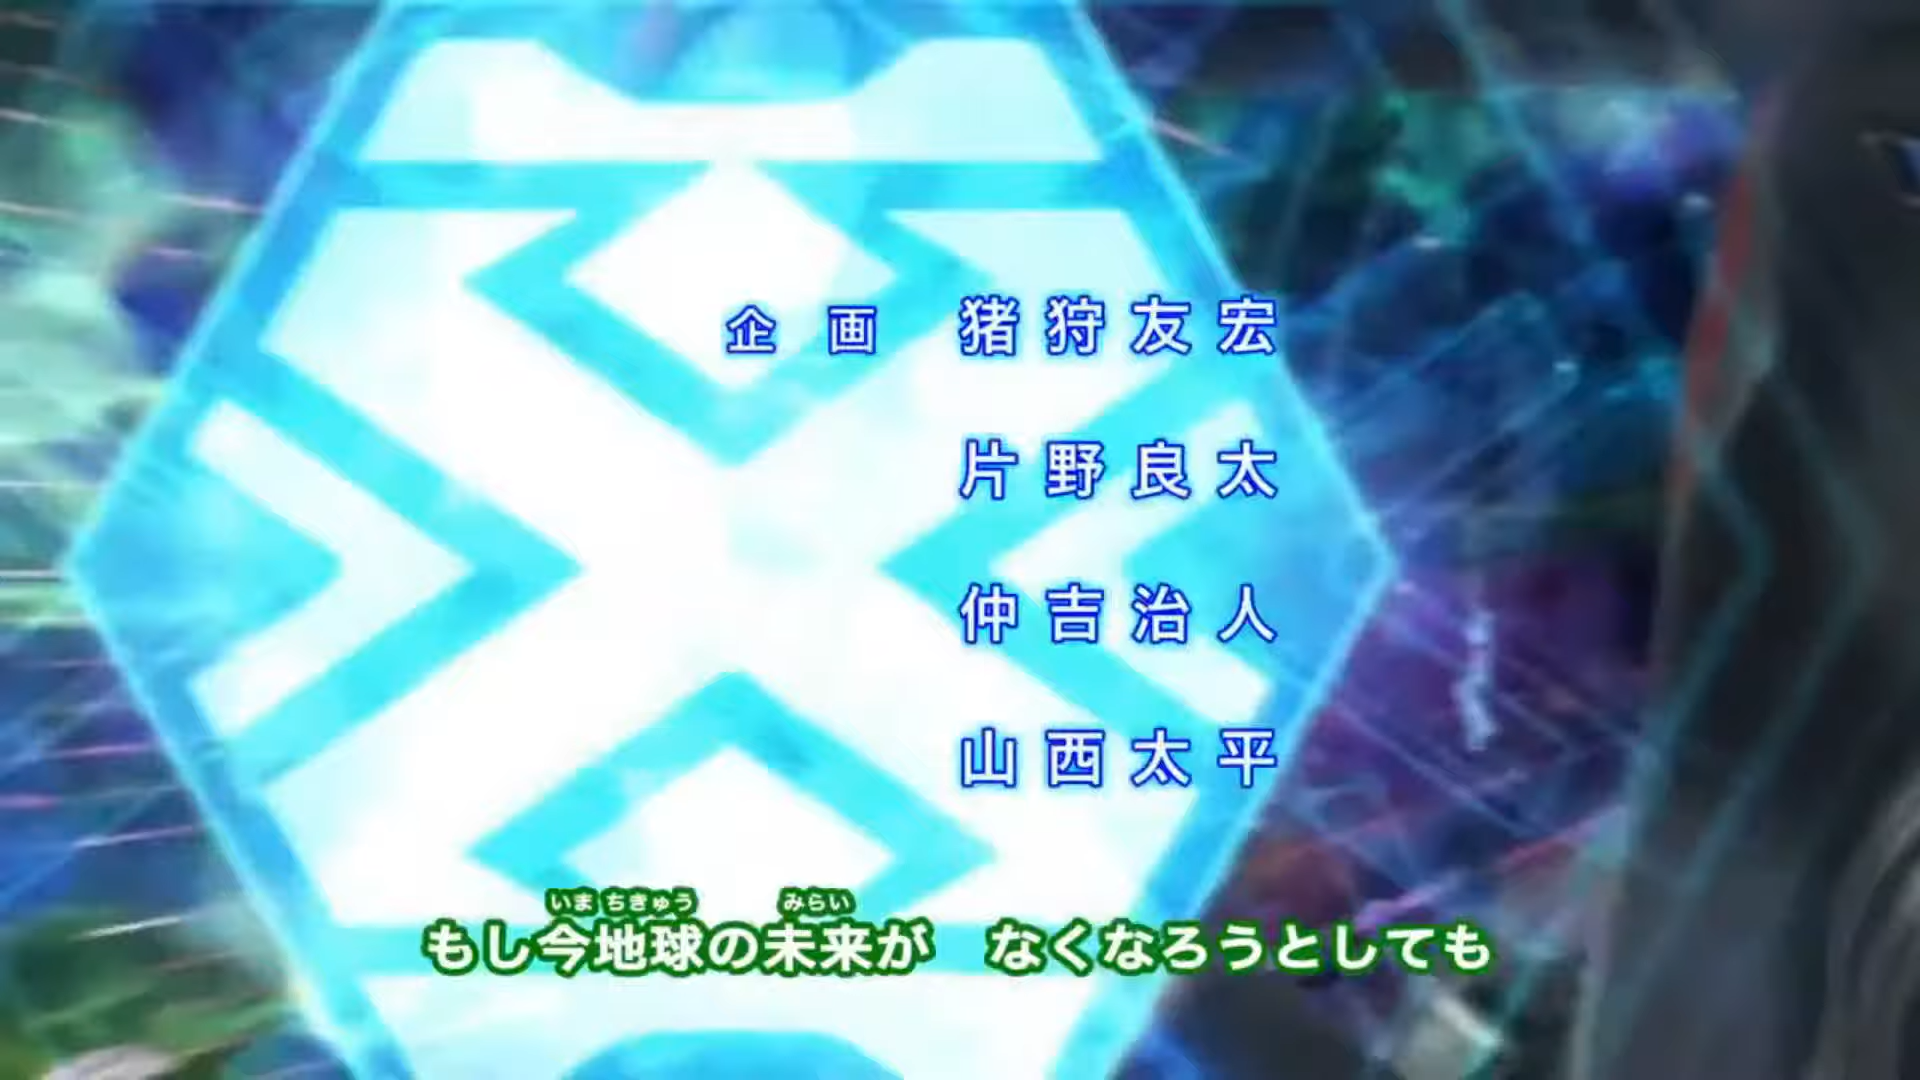 企画 猪狩友宏
片野良太
仲吉治人
山西太平
いま ちきゅう みらい
もし今地球の未来が なくなろうとしても